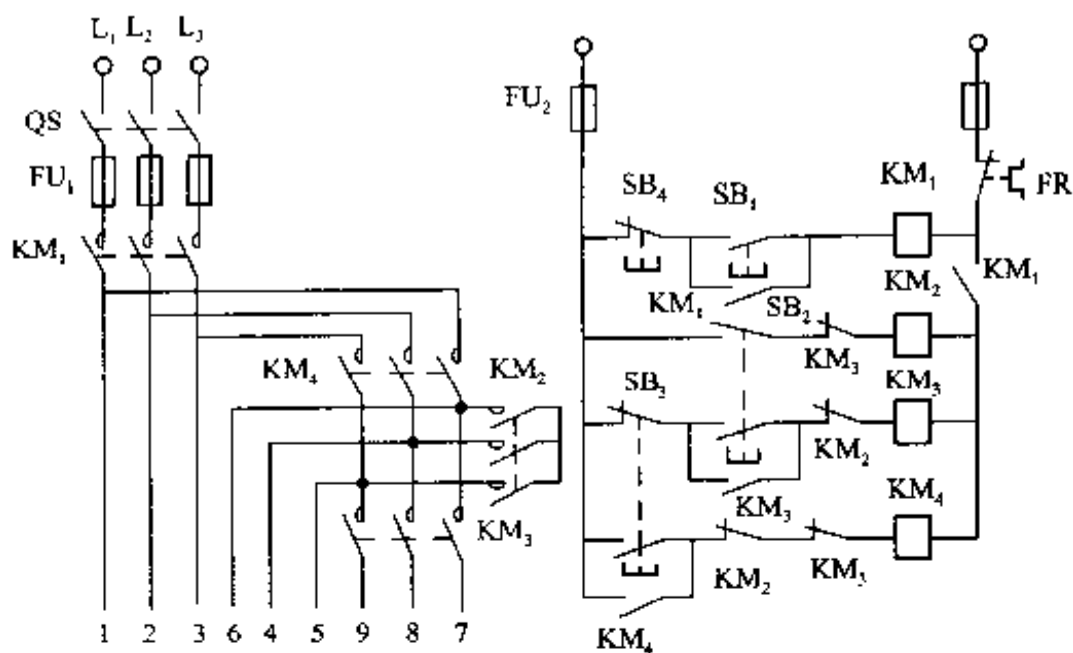 L₁ L₂ L₃
QS
FU₁
KM₁
KM₄
KM₂
KM₃
1 2 3 6 4 5 9 8 7
FU₂
FR
SB₄ SB₁ KM₁
KM₁
KM₁ SB₂ KM₂
KM₃
SB₃ KM₃
KM₂
KM₃ KM₄
KM₂ KM₃
KM₄